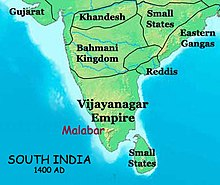 Gujarat
Khandesh
Small
States
Eastern
Gangas
Bahmani
Kingdom
Reddis
Vijayanagar
Empire
Malabar
SOUTH INDIA
1400 AD
Small
States